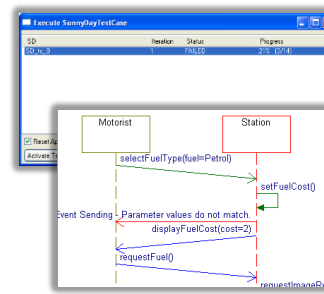 Execute SunnyDayTestCase
SD Iteration Status Progress
SD_tc_0 1 FAILED 21% (3/14)
Reset
Activate
Motorist Station
selectFuelType(fuel=Petrol)
setFuelCost()
Event Sending - Parameter values do not match.
displayFuelCost(cost=2)
requestFuel()